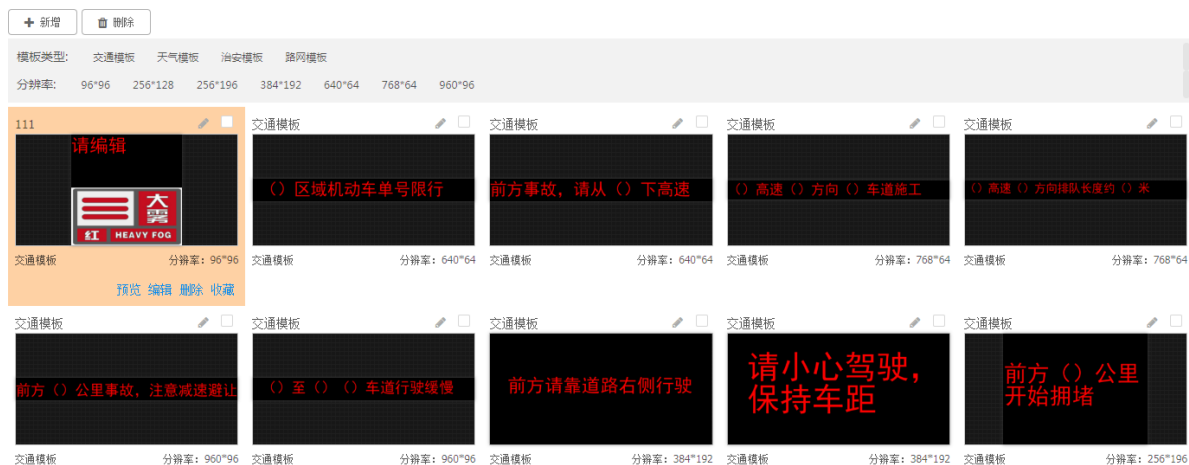 新增 删除
模板类型: 交通模板 天气模板 治安模板 路网模板
分辨率: 96*96 256*128 256*196 384*192 640*64 768*64 960*96
111
请编辑
大雾
红 HEAVY FOG
交通模板 分辨率: 96*96
预览 编辑 删除 收藏
交通模板
（）区域机动车单号限行
交通模板 分辨率: 640*64
交通模板
前方事故，请从（）下高速
交通模板 分辨率: 640*64
交通模板
（）高速（）方向（）车道施工
交通模板 分辨率: 768*64
交通模板
（）高速（）方向排队长度约（）米
交通模板 分辨率: 768*64
交通模板
前方（）公里事故，注意减速避让
交通模板 分辨率: 960*96
交通模板
（）至（）（）车道行驶缓慢
交通模板 分辨率: 960*96
交通模板
前方请靠道路右侧行驶
交通模板 分辨率: 384*192
交通模板
请小心驾驶，
保持车距
交通模板 分辨率: 384*192
交通模板
前方（）公里
开始拥堵
交通模板 分辨率: 256*196